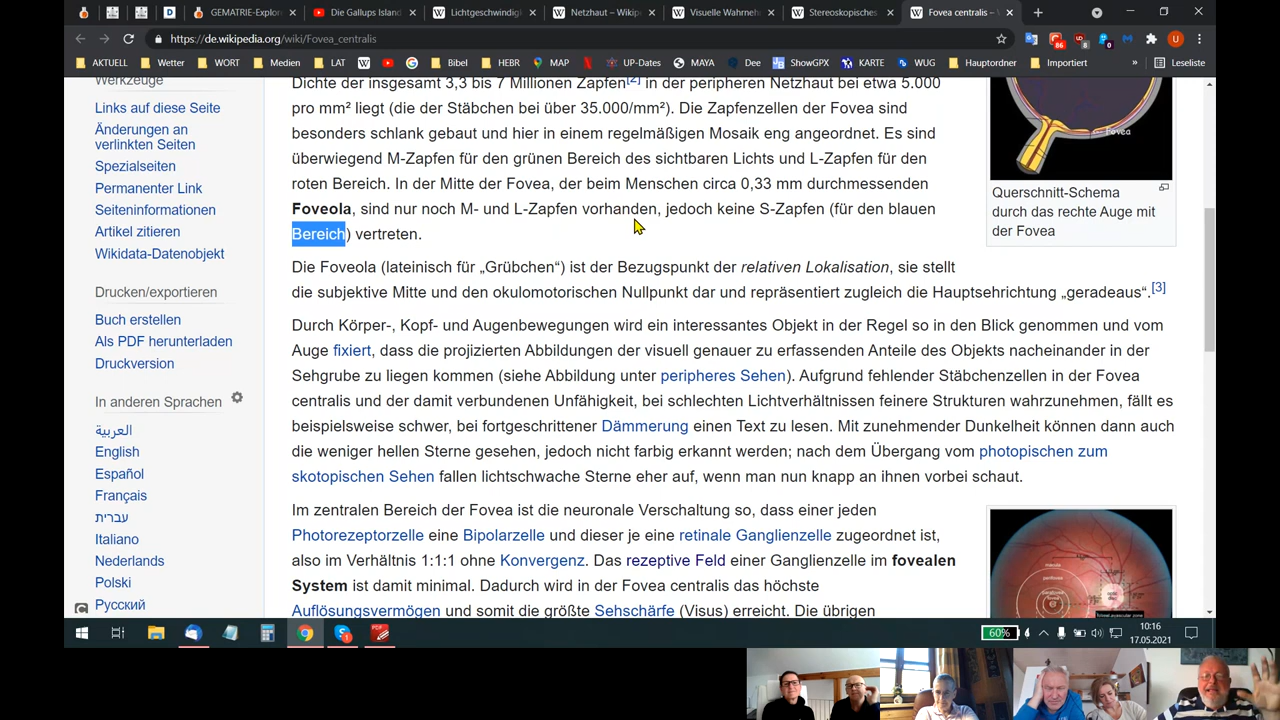 GEMATRIE-Explor
Die Gallups Island
Lichtgeschwindigk
Netzhaut – Wikipe
Visuelle Wahrnehm
Stereoskopisches
Fovea centralis – W
https://de.wikipedia.org/wiki/Fovea_centralis
AKTUELL
Wetter
WORT
Medien
LAT
Bibel
HEBR
MAP
UP-Dates
MAYA
Dee
ShowGPX
KARTE
WUG
Hauptordner
Importiert
»
Leseliste
Werkzeuge
Links auf diese Seite
Änderungen an
verlinkten Seiten
Spezialseiten
Permanenter Link
Seiteninformationen
Artikel zitieren
Wikidata-Datenobjekt
Drucken/exportieren
Buch erstellen
Als PDF herunterladen
Druckversion
In anderen Sprachen
العربية
English
Español
Français
עברית
Italiano
Nederlands
Polski
Русский
Dichte der insgesamt 3,3 bis 7 Millionen Zapfen[2] in der peripheren Netzhaut bei etwa 5.000
pro mm² liegt (die der Stäbchen bei über 35.000/mm²). Die Zapfenzellen der Fovea sind
besonders schlank gebaut und hier in einem regelmäßigen Mosaik eng angeordnet. Es sind
überwiegend M-Zapfen für den grünen Bereich des sichtbaren Lichts und L-Zapfen für den
roten Bereich. In der Mitte der Fovea, der beim Menschen circa 0,33 mm durchmessenden
Foveola, sind nur noch M- und L-Zapfen vorhanden, jedoch keine S-Zapfen (für den blauen
Bereich) vertreten.
Die Foveola (lateinisch für „Grübchen“) ist der Bezugspunkt der relativen Lokalisation, sie stellt
die subjektive Mitte und den okulomotorischen Nullpunkt dar und repräsentiert zugleich die Hauptsehrichtung „geradeaus“.[3]
Durch Körper-, Kopf- und Augenbewegungen wird ein interessantes Objekt in der Regel so in den Blick genommen und vom
Auge fixiert, dass die projizierten Abbildungen der visuell genauer zu erfassenden Anteile des Objekts nacheinander in der
Sehgrube zu liegen kommen (siehe Abbildung unter peripheres Sehen). Aufgrund fehlender Stäbchenzellen in der Fovea
centralis und der damit verbundenen Unfähigkeit, bei schlechten Lichtverhältnissen feinere Strukturen wahrzunehmen, fällt es
beispielsweise schwer, bei fortgeschrittener Dämmerung einen Text zu lesen. Mit zunehmender Dunkelheit können dann auch
die weniger hellen Sterne gesehen, jedoch nicht farbig erkannt werden; nach dem Übergang vom photopischen zum
skotopischen Sehen fallen lichtschwache Sterne eher auf, wenn man nun knapp an ihnen vorbei schaut.
Im zentralen Bereich der Fovea ist die neuronale Verschaltung so, dass einer jeden
Photorezeptorzelle eine Bipolarzelle und dieser je eine retinale Ganglienzelle zugeordnet ist,
also im Verhältnis 1:1:1 ohne Konvergenz. Das rezeptive Feld einer Ganglienzelle im fovealen
System ist damit minimal. Dadurch wird in der Fovea centralis das höchste
Auflösungsvermögen und somit die größte Sehschärfe (Visus) erreicht. Die übrigen
Fovea
Querschnitt-Schema
durch das rechte Auge mit
der Fovea
60%
10:16
17.05.2021